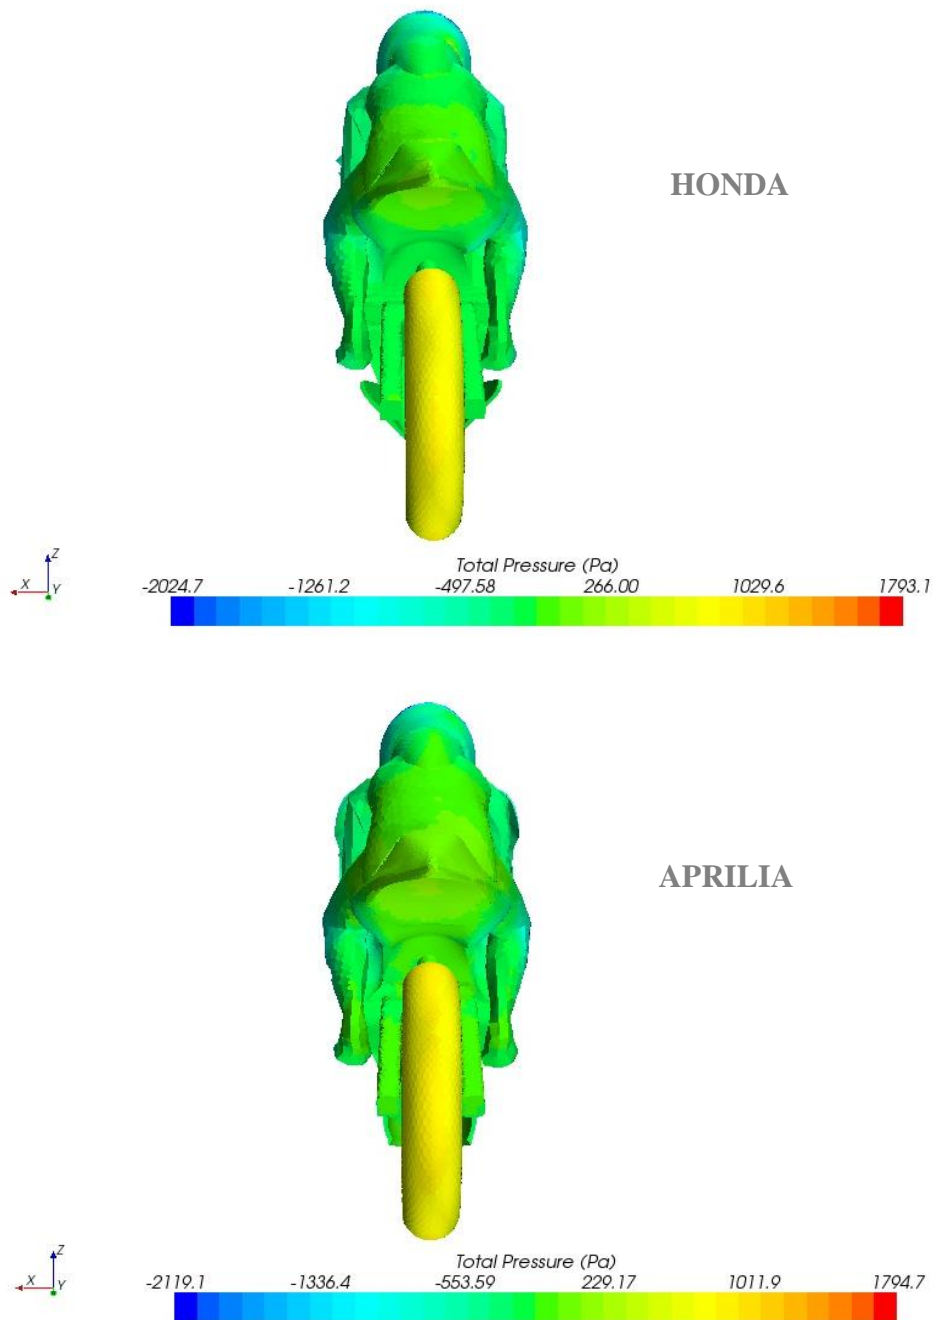 HONDA
Z
X
Y
Total Pressure (Pa)
-2024.7 -1261.2 -497.58 266.00 1029.6 1793.1
APRILIA
Z
X
Y
Total Pressure (Pa)
-2119.1 -1336.4 -553.59 229.17 1011.9 1794.7